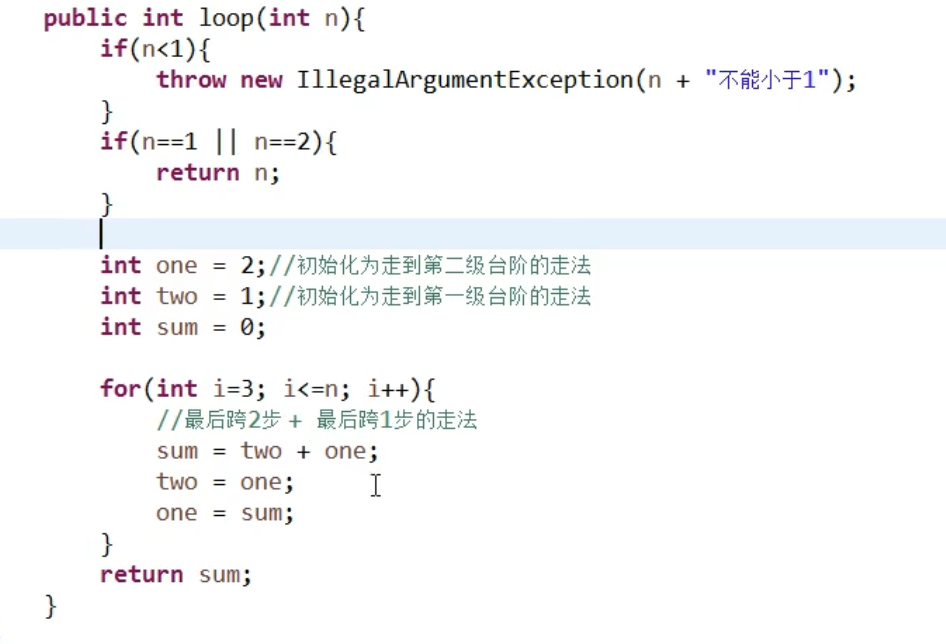 public int loop(int n){
if(n<1){
throw new IllegalArgumentException(n + "不能小于1");
}
if(n==1 || n==2){
return n;
}
int one = 2;//初始化为走到第二级台阶的走法
int two = 1;//初始化为走到第一级台阶的走法
int sum = 0;
for(int i=3; i<=n; i++){
//最后跨2步 + 最后跨1步的走法
sum = two + one;
two = one;
one = sum;
}
return sum;
}